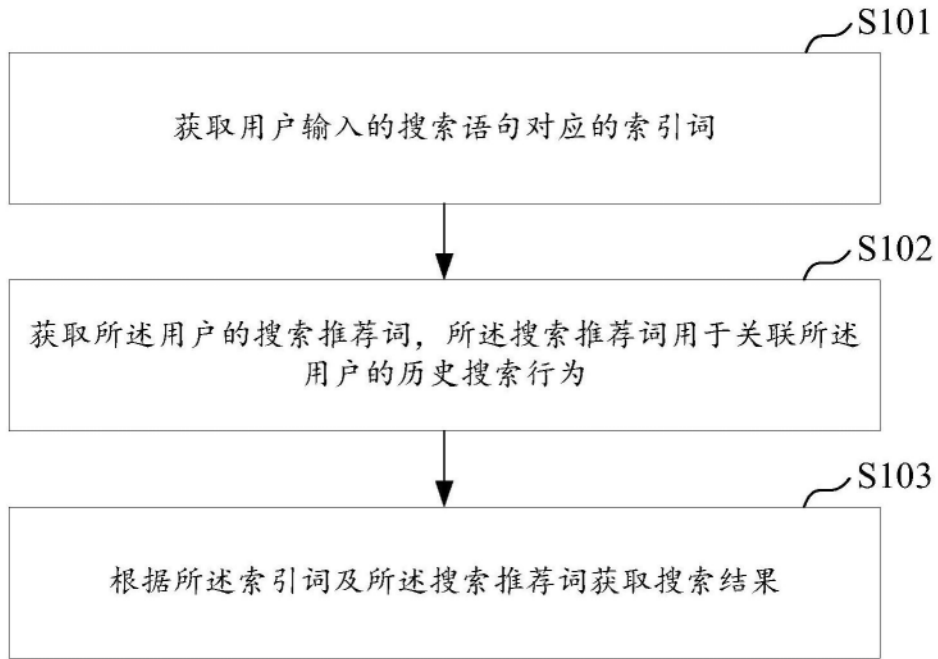 S101
获取用户输入的搜索语句对应的索引词
S102
获取所述用户的搜索推荐词，所述搜索推荐词用于关联所述
用户的历史搜索行为
S103
根据所述索引词及所述搜索推荐词获取搜索结果